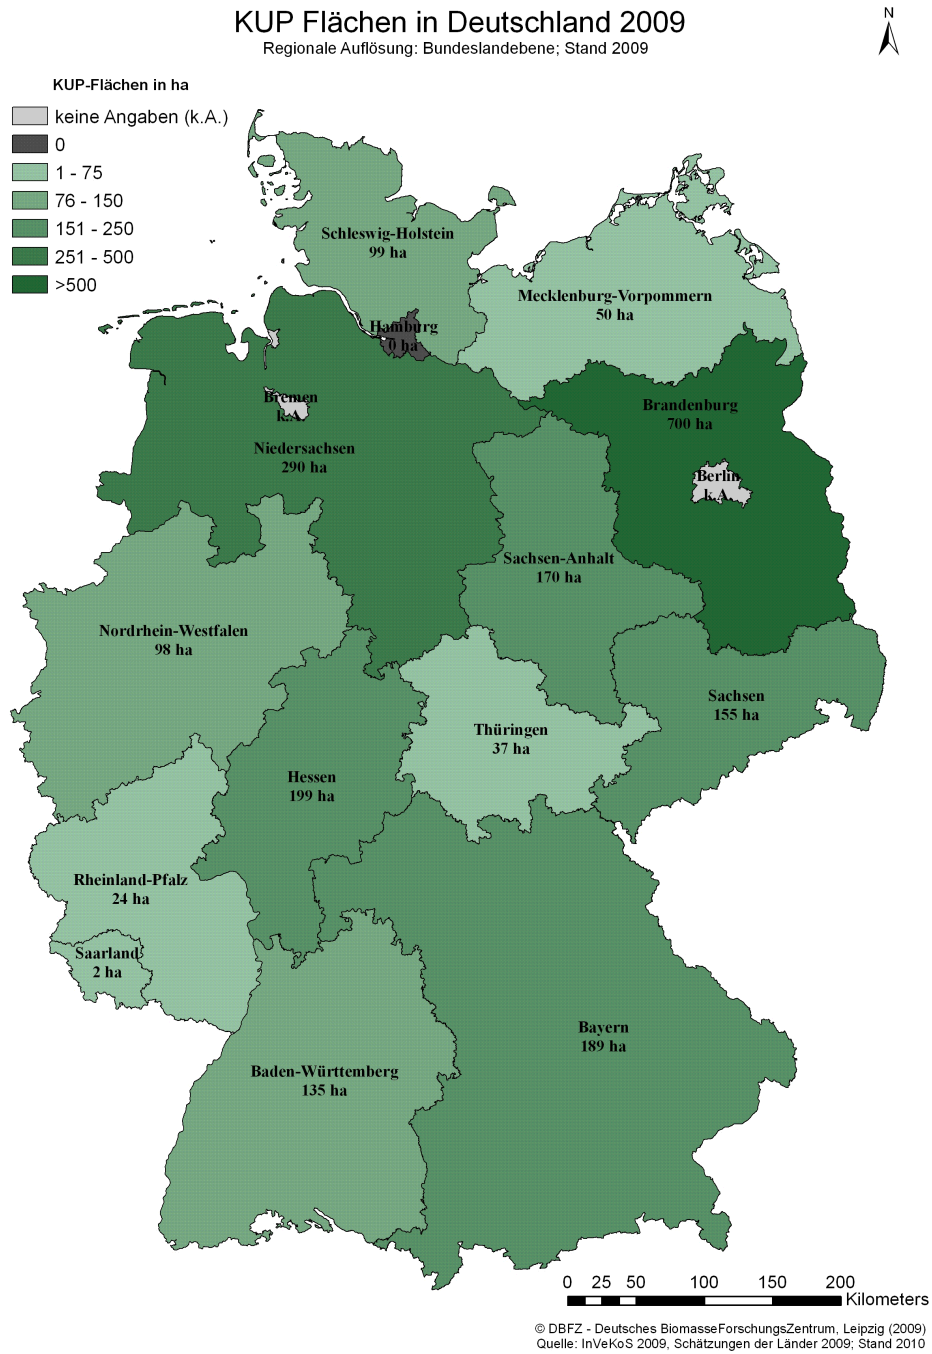 KUP Flächen in Deutschland 2009
Regionale Auflösung: Bundeslandebene; Stand 2009
N
KUP-Flächen in ha
keine Angaben (k.A.)
0
1 - 75
76 - 150
151 - 250
251 - 500
>500
Schleswig-Holstein
99 ha
Mecklenburg-Vorpommern
50 ha
Hamburg
0 ha
Bremen
k.A.
Niedersachsen
290 ha
Brandenburg
700 ha
Berlin
k.A.
Sachsen-Anhalt
170 ha
Nordrhein-Westfalen
98 ha
Sachsen
155 ha
Thüringen
37 ha
Hessen
199 ha
Rheinland-Pfalz
24 ha
Saarland
2 ha
Bayern
189 ha
Baden-Württemberg
135 ha
0 25 50 100 150 200
Kilometers
© DBFZ - Deutsches BiomasseForschungsZentrum, Leipzig (2009)
Quelle: InVeKoS 2009, Schätzungen der Länder 2009; Stand 2010